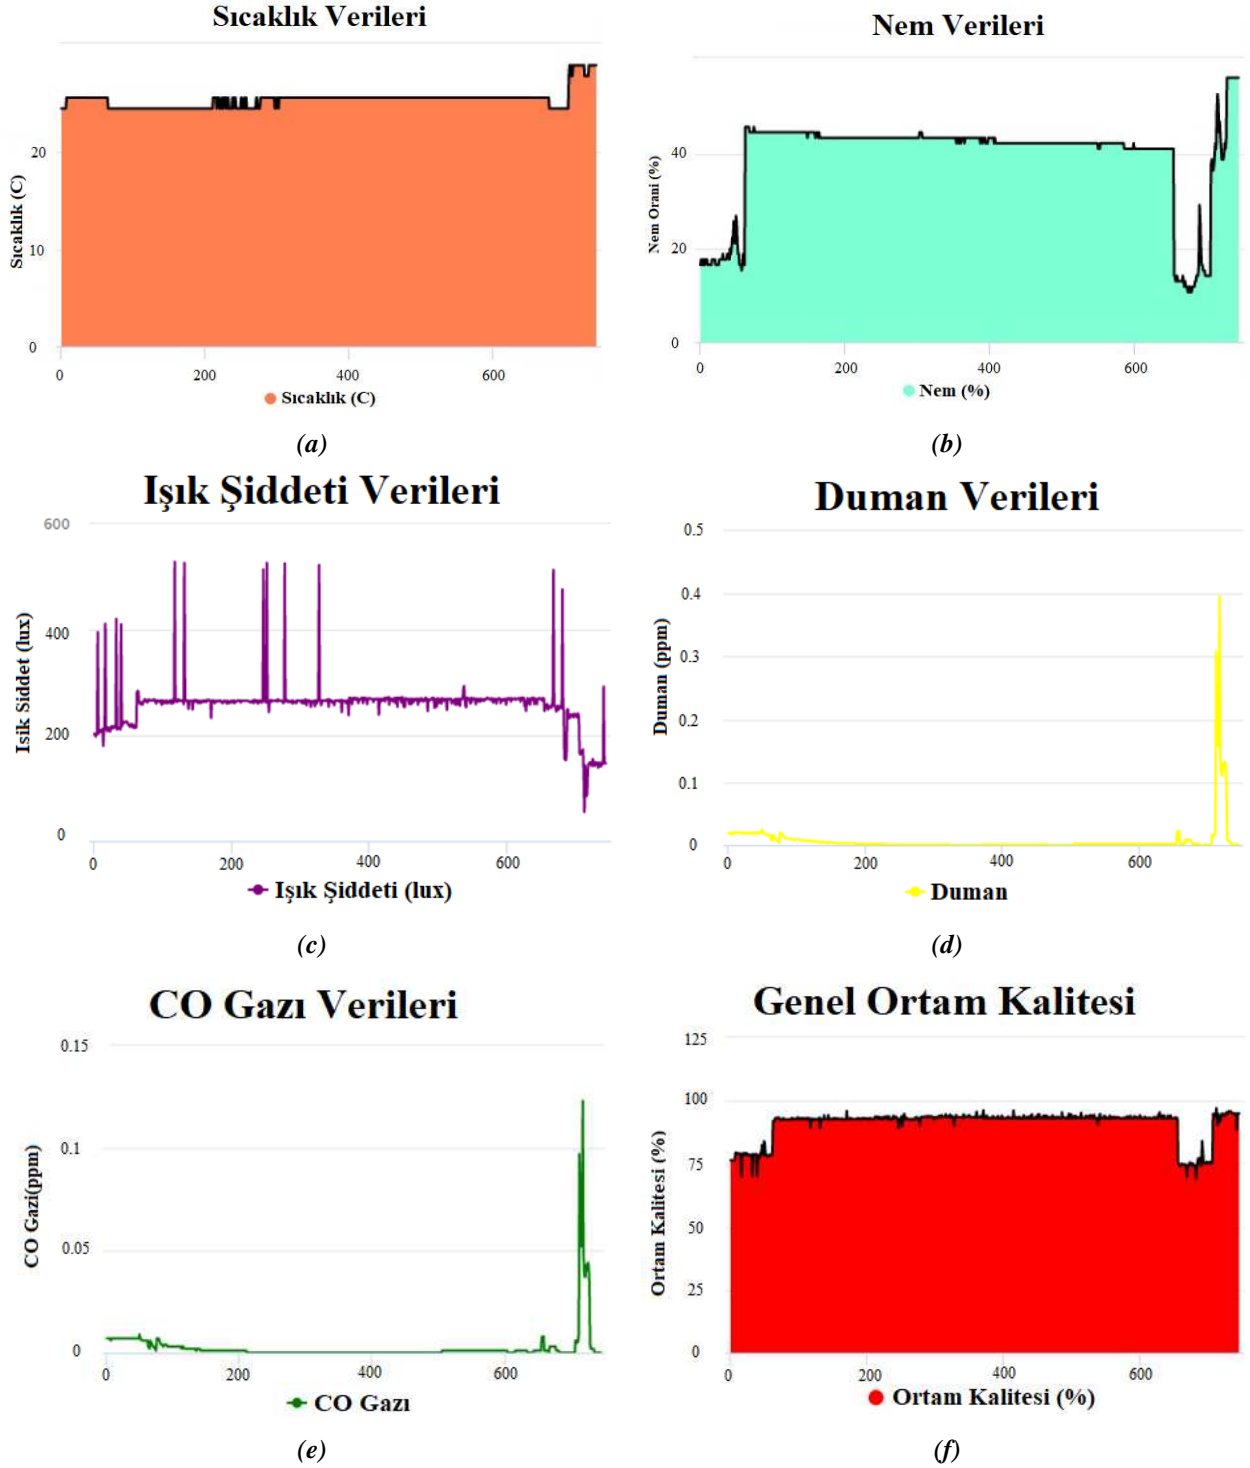 Sıcaklık Verileri
Sıcaklık (C)
20
10
0
0 200 400 600
Sıcaklık (C)
(a)
Nem Verileri
Nem Orani (%)
40
20
0
0 200 400 600
Nem (%)
(b)
Işık Şiddeti Verileri
Isik Siddet (lux)
600
400
200
0
0 200 400 600
Işık Şiddeti (lux)
(c)
Duman Verileri
Duman (ppm)
0.5
0.4
0.3
0.2
0.1
0
0 200 400 600
Duman
(d)
CO Gazı Verileri
CO Gazi(ppm)
0.15
0.1
0.05
0
0 200 400 600
CO Gazı
(e)
Genel Ortam Kalitesi
Ortam Kalitesi (%)
125
100
75
50
25
0
0 200 400 600
Ortam Kalitesi (%)
(f)